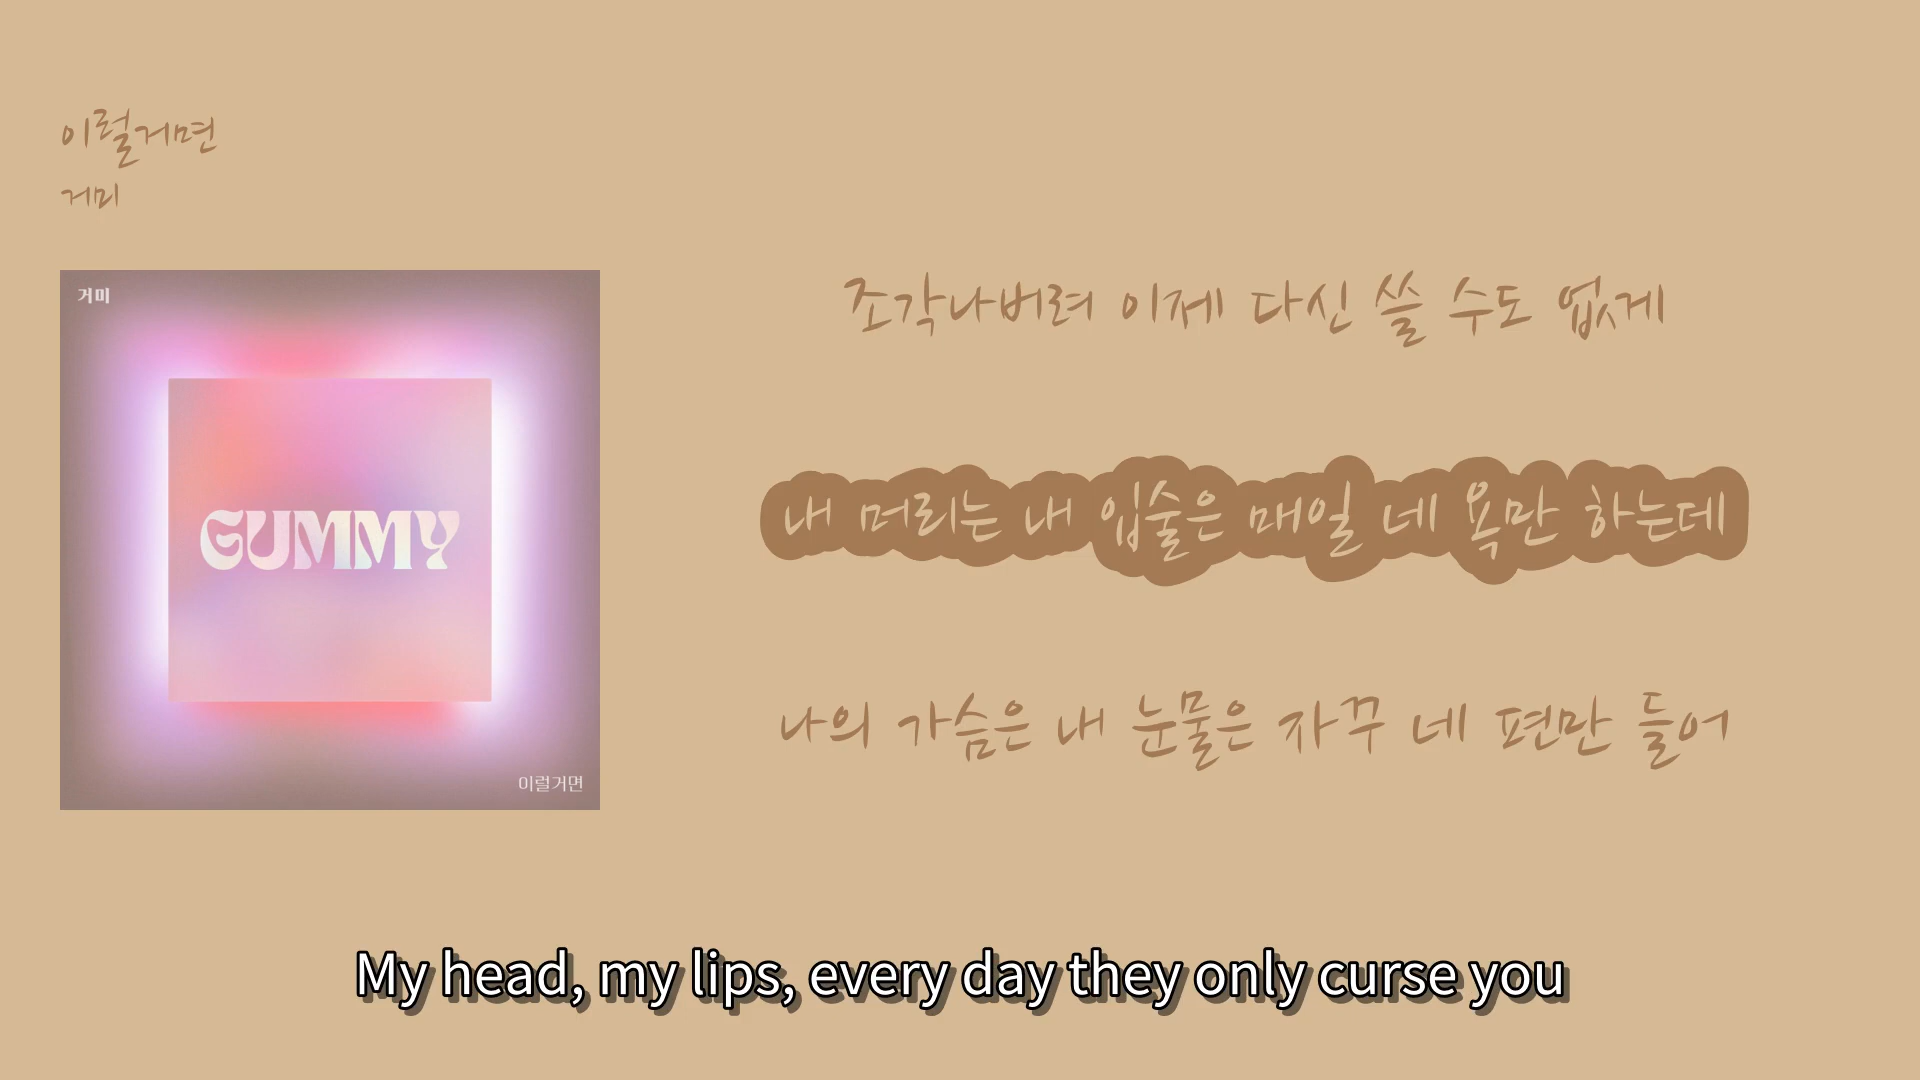 이럴거면
거미
거미
GUMMY
이럴거면
조각나버려 이제 다신 쓸 수도 없게
내 머리는 내 입술은 매일 네 욕만 하는데
나의 가슴은 내 눈물은 자꾸 네 편만 들어
My head, my lips, every day they only curse you